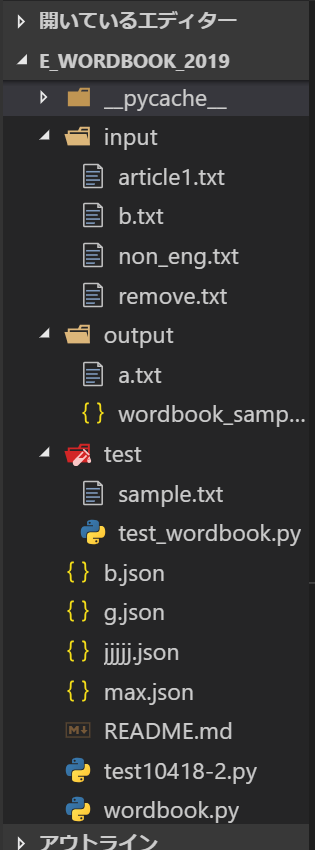 開いているエディター
E_WORDBOOK_2019
__pycache__
input
article1.txt
b.txt
non_eng.txt
remove.txt
output
a.txt
{ } wordbook_samp...
test
sample.txt
test_wordbook.py
{ } b.json
{ } g.json
{ } jjjjj.json
{ } max.json
README.md
test10418-2.py
wordbook.py
アウトライン